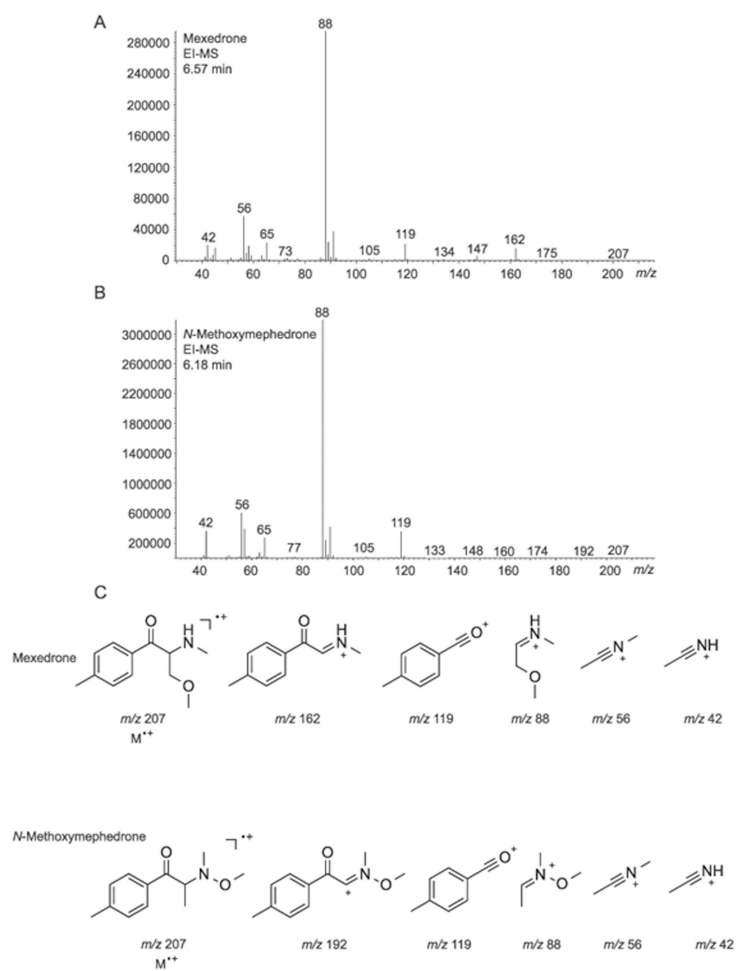 A
Mexedrone
EI-MS
6.57 min
280000
240000
200000
160000
120000
80000
40000
0
88
56
42
65
73
105
119
134
147
162
175
207
40 60 80 100 120 140 160 180 200 m/z
B
N-Methoxymephedrone
EI-MS
6.18 min
3000000
2600000
2200000
1800000
1400000
1000000
600000
200000
88
56
42
65
77
105
119
133
148
160
174
192
207
40 60 80 100 120 140 160 180 200 m/z
C
Mexedrone
O H N O •+
O H N +
O+
H N + O
N +
NH +
m/z 207 m/z 162 m/z 119 m/z 88 m/z 56 m/z 42
M•+
N-Methoxymephedrone
O N O •+
O N O +
O+
N + O
N +
NH +
m/z 207 m/z 192 m/z 119 m/z 88 m/z 56 m/z 42
M•+